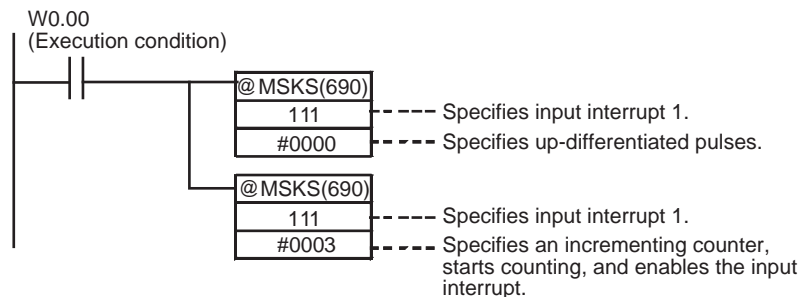 W0.00
(Execution condition)
@MSKS(690)
111
Specifies input interrupt 1.
#0000
Specifies up-differentiated pulses.
@MSKS(690)
111
Specifies input interrupt 1.
#0003
Specifies an incrementing counter,
starts counting, and enables the input
interrupt.